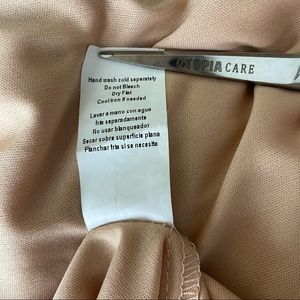 UTOPIA CARE
Hand wash cold seperately
Do not Bleach
Dry Flat
Cool Iron if needed
Lavar a mano con agua
fria separadamente
No usar blanqueador
Secar sobre superficie plana
Planchar fria si se necesita